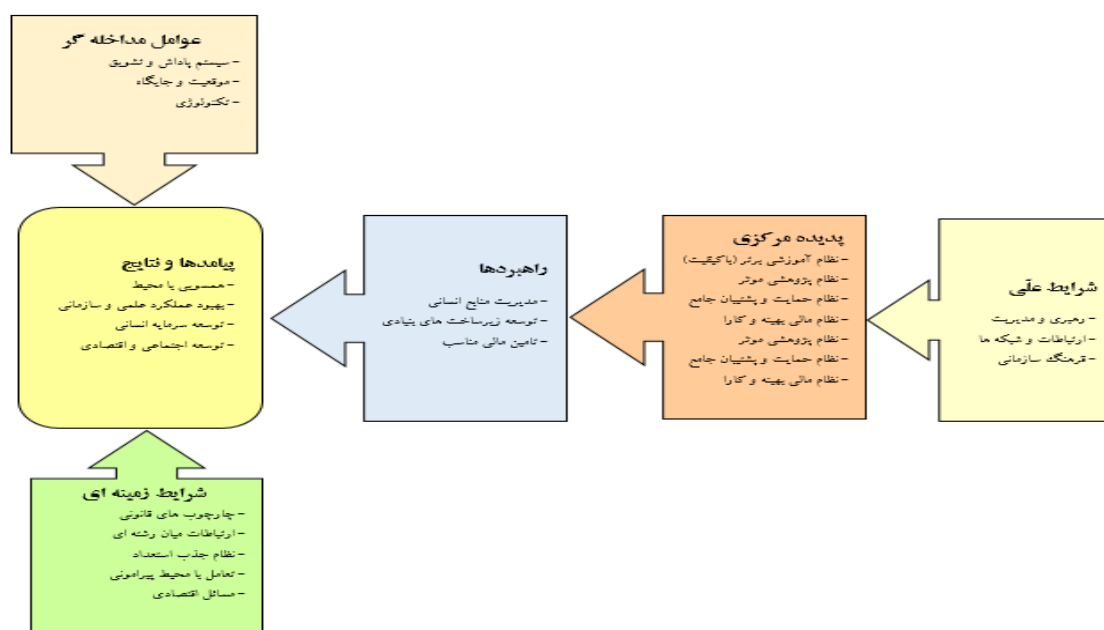 عوامل مداخله گر
- سیستم پاداش و تشویق
- موقعیت و جایگاه
- تکنولوژی
شرایط علّی
- رهبری و مدیریت
- ارتباطات و شبکه ها
- فرهنگ سازمانی
پدیده مرکزی
- نظام آموزشی برتر (باکیفیت)
- نظام پژوهشی موثر
- نظام حمایت و پشتیبان جامع
- نظام مالی بهینه و کارا
- نظام پژوهشی موثر
- نظام حمایت و پشتیبان جامع
- نظام مالی بهینه و کارا
راهبردها
- مدیریت منابع انسانی
- توسعه زیرساخت های بنیادی
- تامین مالی مناسب
پیامدها و نتایج
- همسویی با محیط
- بهبود عملکرد علمی و سازمانی
- توسعه سرمایه انسانی
- توسعه اجتماعی و اقتصادی
شرایط زمینه ای
- چارچوب های قانونی
- ارتباطات میان رشته ای
- نظام جذب استعداد
- تعامل با محیط پیرامونی
- مسائل اقتصادی